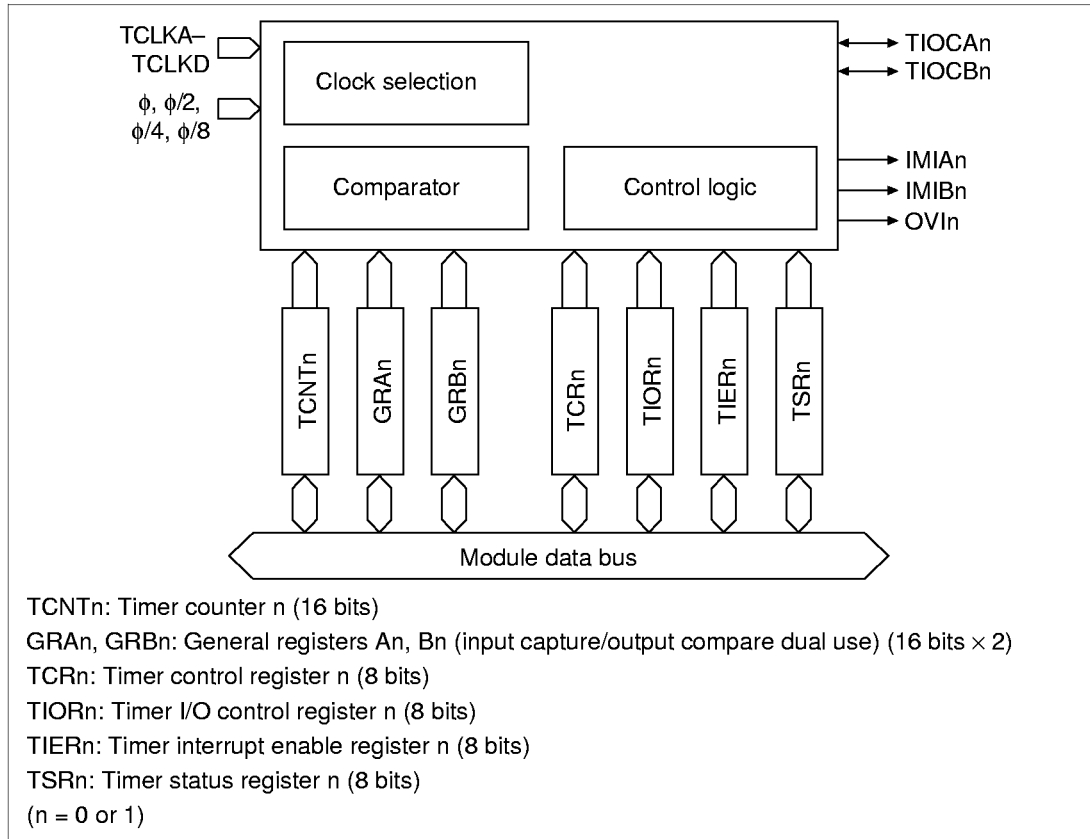 TCLKA–
TCLKD
ϕ, ϕ/2,
ϕ/4, ϕ/8
Clock selection
Comparator
Control logic
TIOCAn
TIOCBn
IMIAn
IMIBn
OVIn
TCNTn
GRAn
GRBn
TCRn
TIORn
TIERn
TSRn
Module data bus
TCNTn: Timer counter n (16 bits)
GRAn, GRBn: General registers An, Bn (input capture/output compare dual use) (16 bits × 2)
TCRn: Timer control register n (8 bits)
TIORn: Timer I/O control register n (8 bits)
TIERn: Timer interrupt enable register n (8 bits)
TSRn: Timer status register n (8 bits)
(n = 0 or 1)